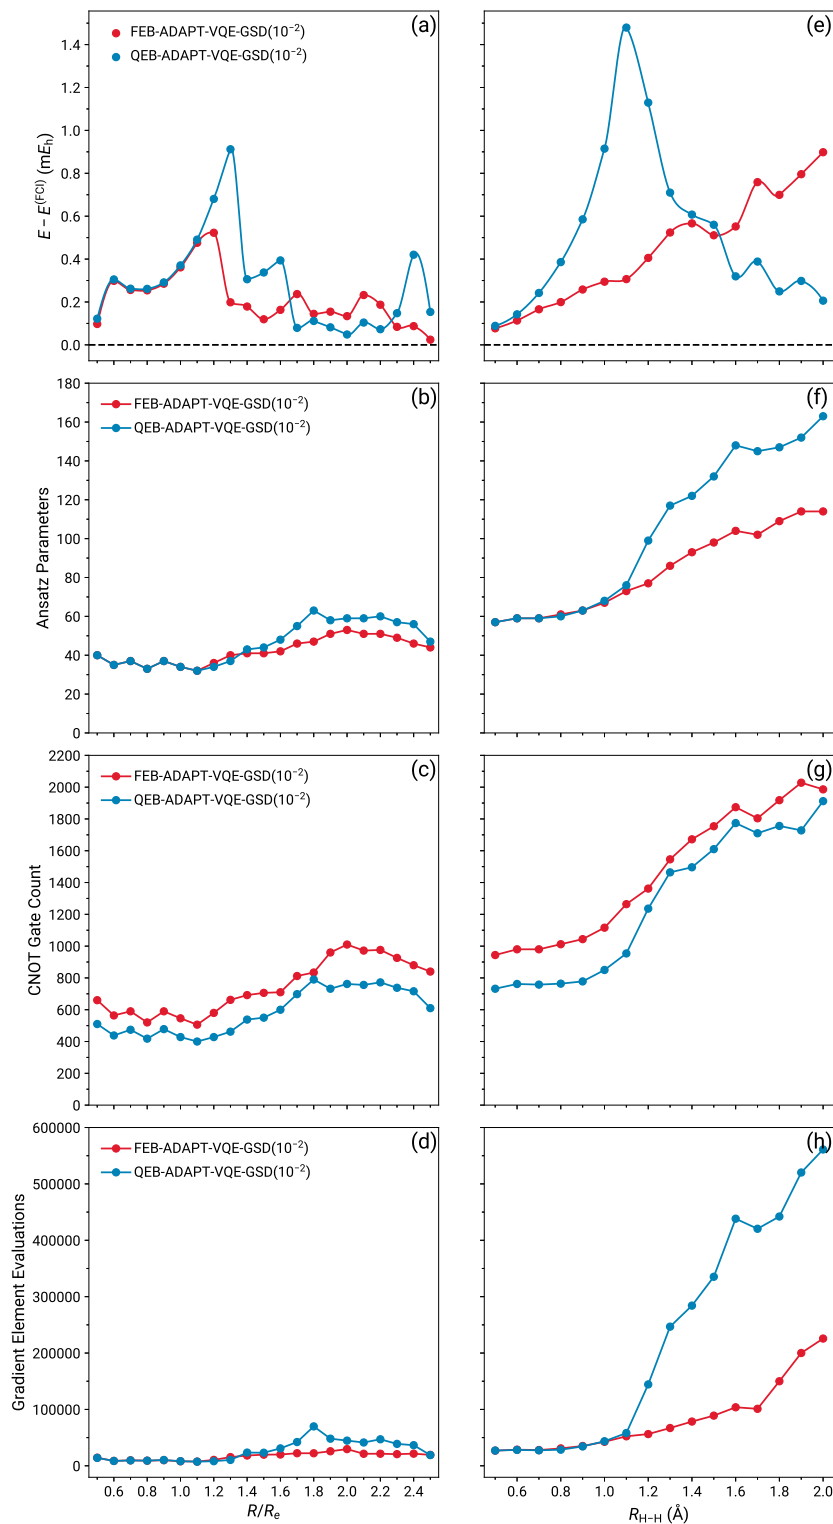 (a)
FEB-ADAPT-VQE-GSD(10⁻²)
QEB-ADAPT-VQE-GSD(10⁻²)
E − E^(FCI) (mE_h)
1.4
1.2
1.0
0.8
0.6
0.4
0.2
0.0
(e)
(b)
FEB-ADAPT-VQE-GSD(10⁻²)
QEB-ADAPT-VQE-GSD(10⁻²)
Ansatz Parameters
180
160
140
120
100
80
60
40
20
0
(f)
(c)
FEB-ADAPT-VQE-GSD(10⁻²)
QEB-ADAPT-VQE-GSD(10⁻²)
CNOT Gate Count
2200
2000
1800
1600
1400
1200
1000
800
600
400
200
0
(g)
(d)
FEB-ADAPT-VQE-GSD(10⁻²)
QEB-ADAPT-VQE-GSD(10⁻²)
Gradient Element Evaluations
600000
500000
400000
300000
200000
100000
0
0.6 0.8 1.0 1.2 1.4 1.6 1.8 2.0 2.2 2.4
R/R_e
(h)
0.6 0.8 1.0 1.2 1.4 1.6 1.8 2.0
R_H–H (Å)